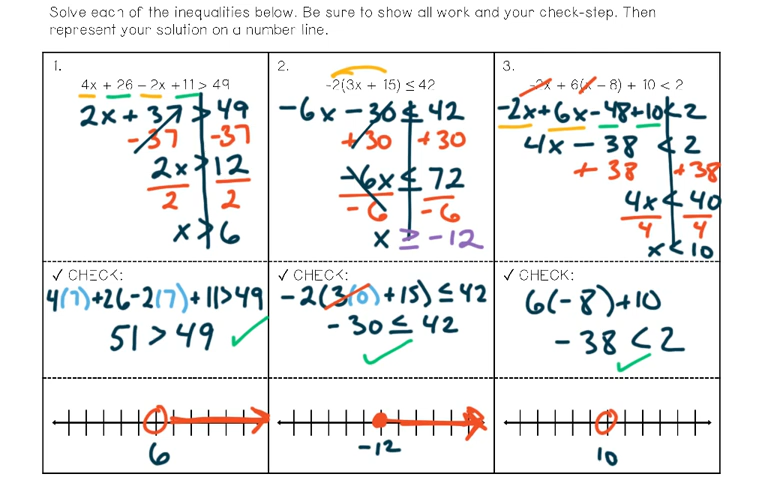 Solve each of the inequalities below. Be sure to show all work and your check-step. Then
represent your solution on a number line.
1.
4x + 26 - 2x + 11 > 49
2x + 37 > 49
-37 -37
2x > 12
2 2
x > 6
✓ CHECK:
4(7)+26-2(7)+11>49
51 > 49 ✓
6
2.
-2(3x + 15) ≤ 42
-6x - 30 ≤ 42
+30 +30
-6x ≤ 72
-6 -6
x ≥ -12
✓ CHECK:
-2(3(0)+15) ≤ 42
-30 ≤ 42
✓
-12
3.
-2x + 6(x - 8) + 10 < 2
-2x+6x-48+10<2
4x - 38 < 2
+ 38 +38
4x < 40
4 4
x < 10
✓ CHECK:
6(-8)+10
-38 < 2
✓
10